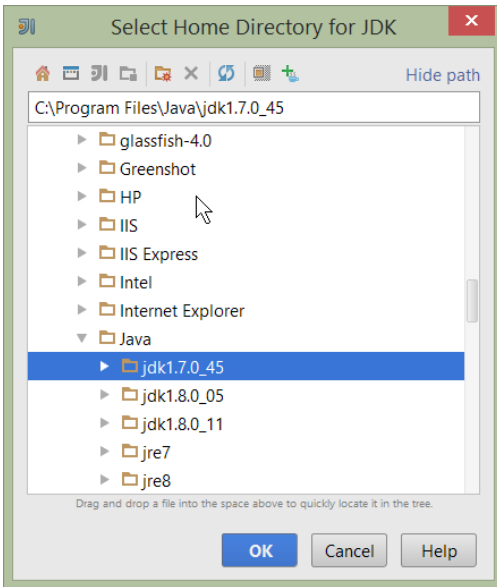 Select Home Directory for JDK
Hide path
C:\Program Files\Java\jdk1.7.0_45
glassfish-4.0
Greenshot
HP
IIS
IIS Express
Intel
Internet Explorer
Java
jdk1.7.0_45
jdk1.8.0_05
jdk1.8.0_11
jre7
jre8
Drag and drop a file into the space above to quickly locate it in the tree.
OK Cancel Help